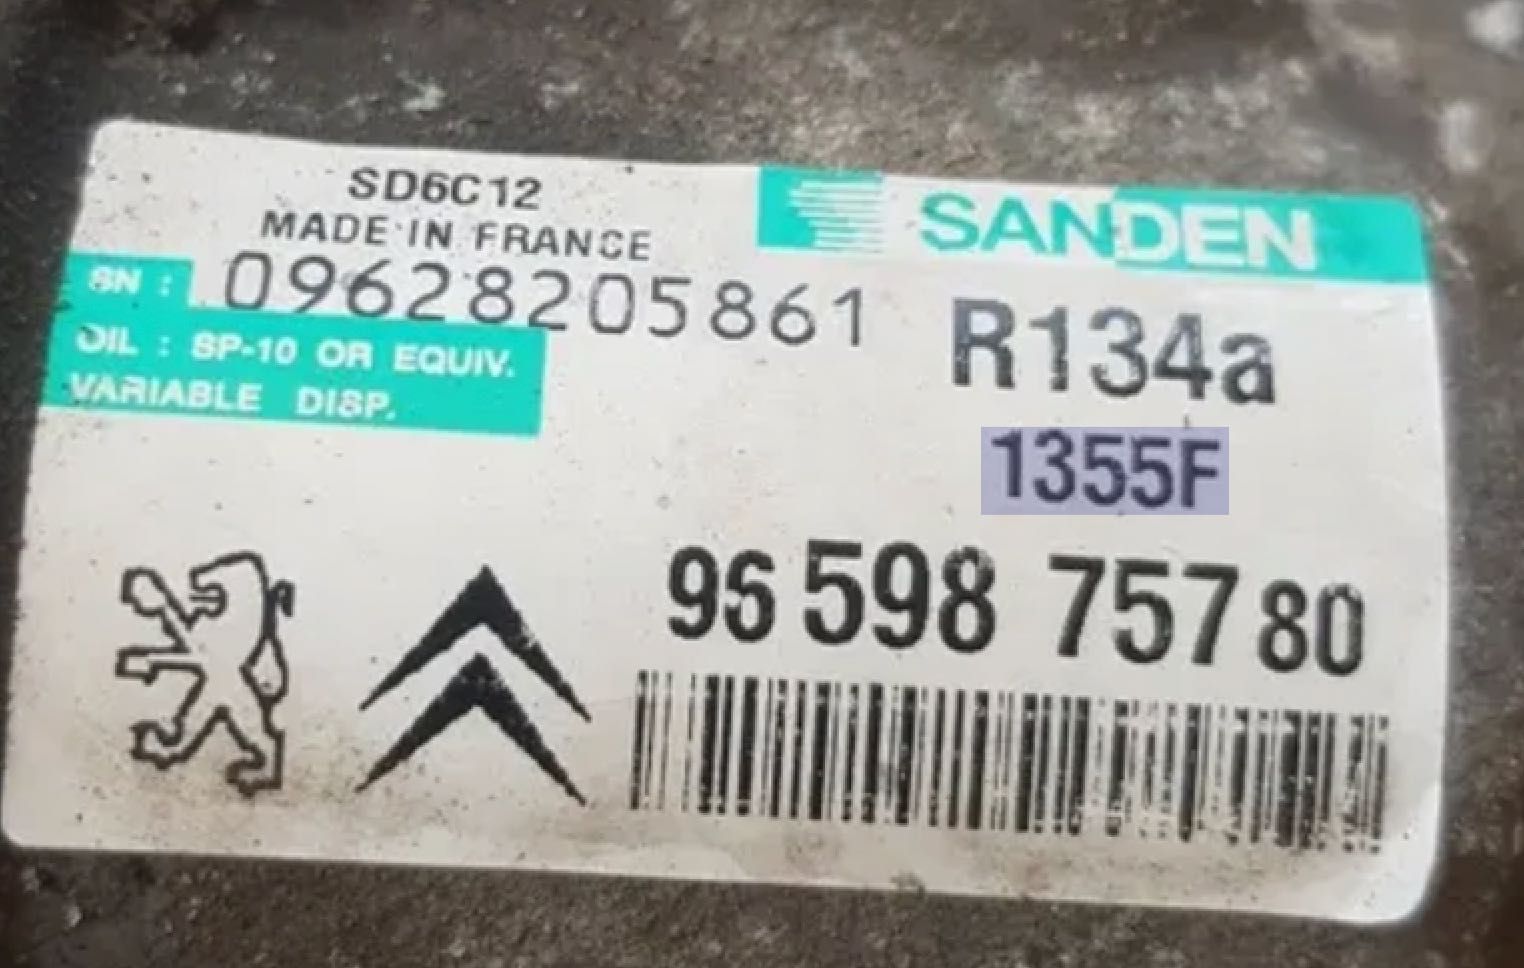 SD6C12
MADE IN FRANCE
SANDEN
SN : 09628205861
R134a
OIL : SP-10 OR EQUIV.
VARIABLE DISP.
1355F
96 598 757 80